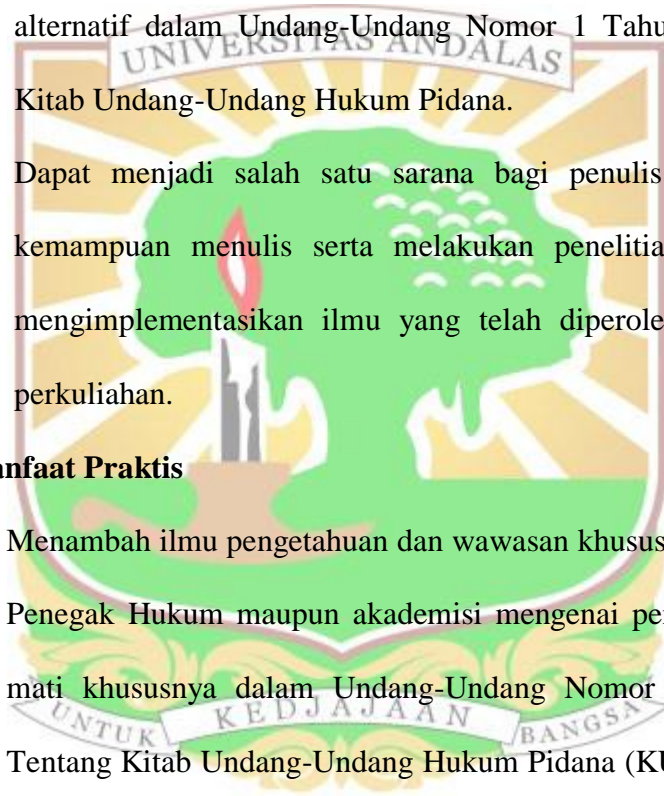 alternatif dalam Undang-Undang Nomor 1 Tahu
UNIVERSITAS ANDALAS
Kitab Undang-Undang Hukum Pidana.
Dapat menjadi salah satu sarana bagi penulis
kemampuan menulis serta melakukan penelitia
mengimplementasikan ilmu yang telah diperole
perkuliahan.
anfaat Praktis
Menambah ilmu pengetahuan dan wawasan khusus
Penegak Hukum maupun akademisi mengenai pe
mati khususnya dalam Undang-Undang Nomor
UNTUK KEDJAJAAN BANGSA
Tentang Kitab Undang-Undang Hukum Pidana (KU